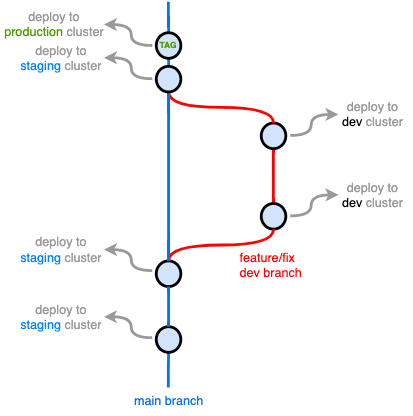 deploy to
production cluster
TAG
deploy to
staging cluster
deploy to
dev cluster
deploy to
dev cluster
deploy to
staging cluster
feature/fix
dev branch
deploy to
staging cluster
main branch